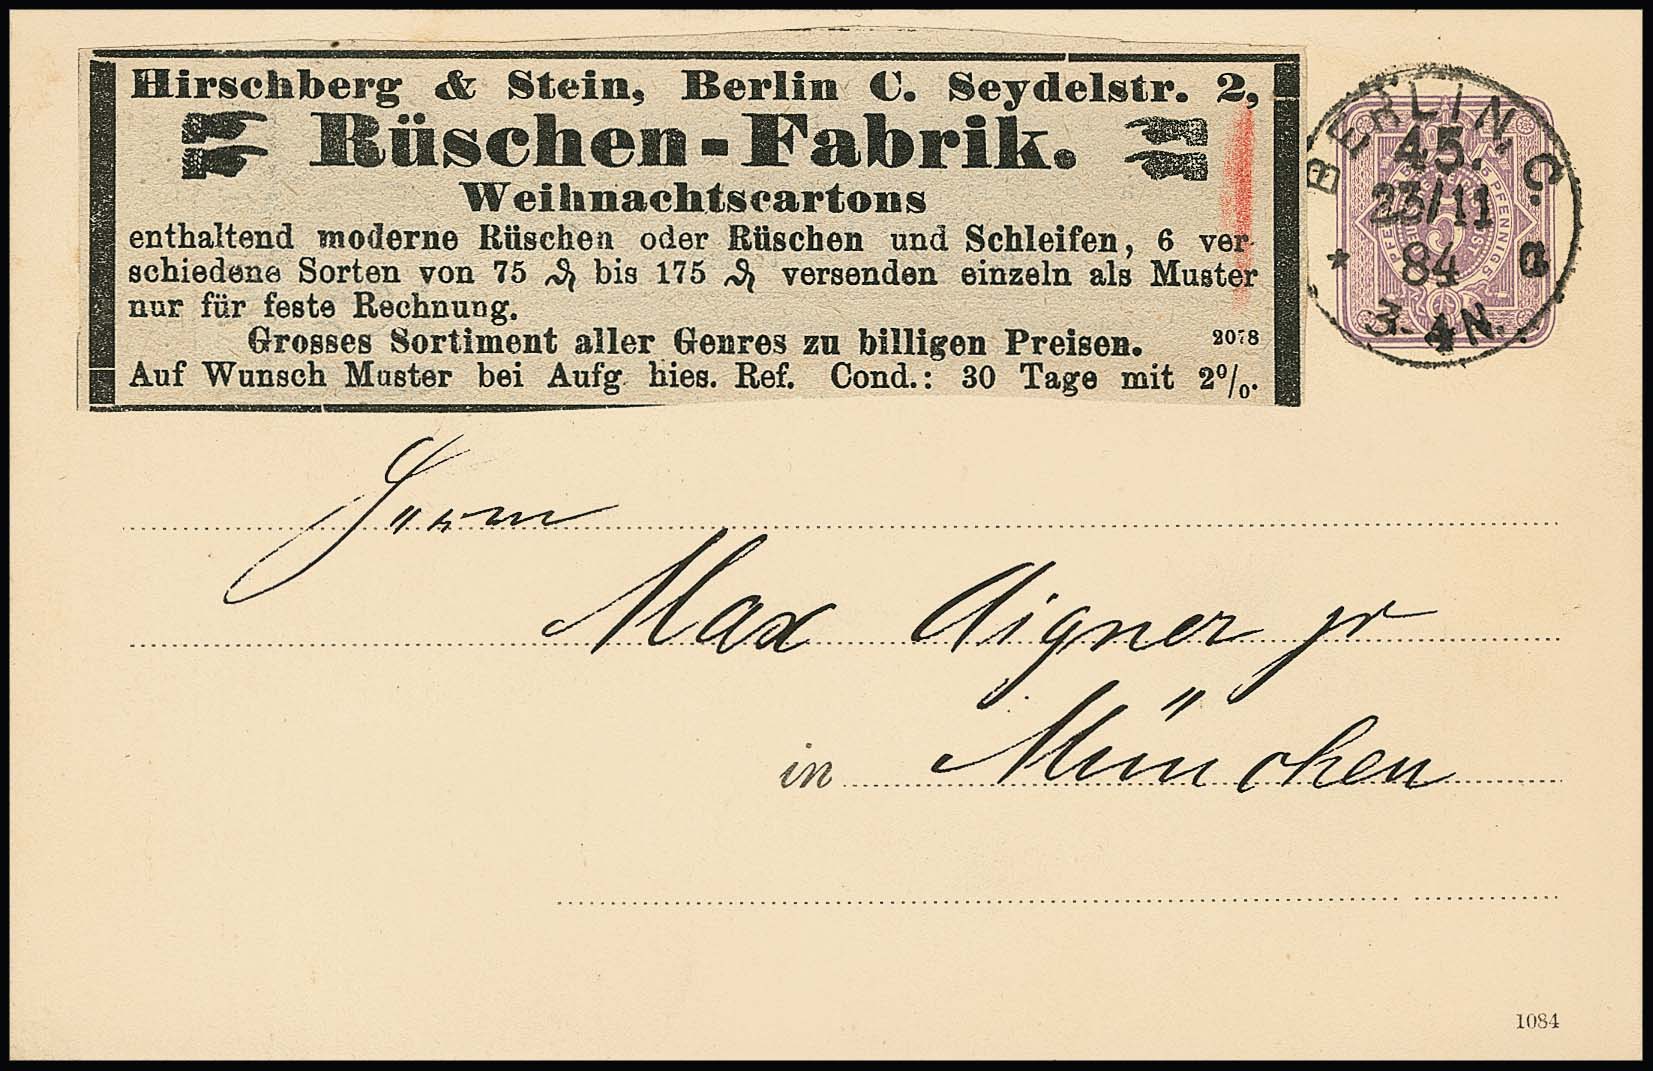 Hirschberg & Stein, Berlin C. Seydelstr. 2,
Rüschen-Fabrik.
Weihnachtscartons
enthaltend moderne Rüschen oder Rüschen und Schleifen, 6 ver-
schiedene Sorten von 75 ₰ bis 175 ₰ versenden einzeln als Muster
nur für feste Rechnung.
Grosses Sortiment aller Genres zu billigen Preisen. 2078
Auf Wunsch Muster bei Aufg. hies. Ref. Cond.: 30 Tage mit 2%.
BERLIN, C.
45.
23/11
84
3-4N.
* a
Herrn
Max Aigner jr
in München
1084